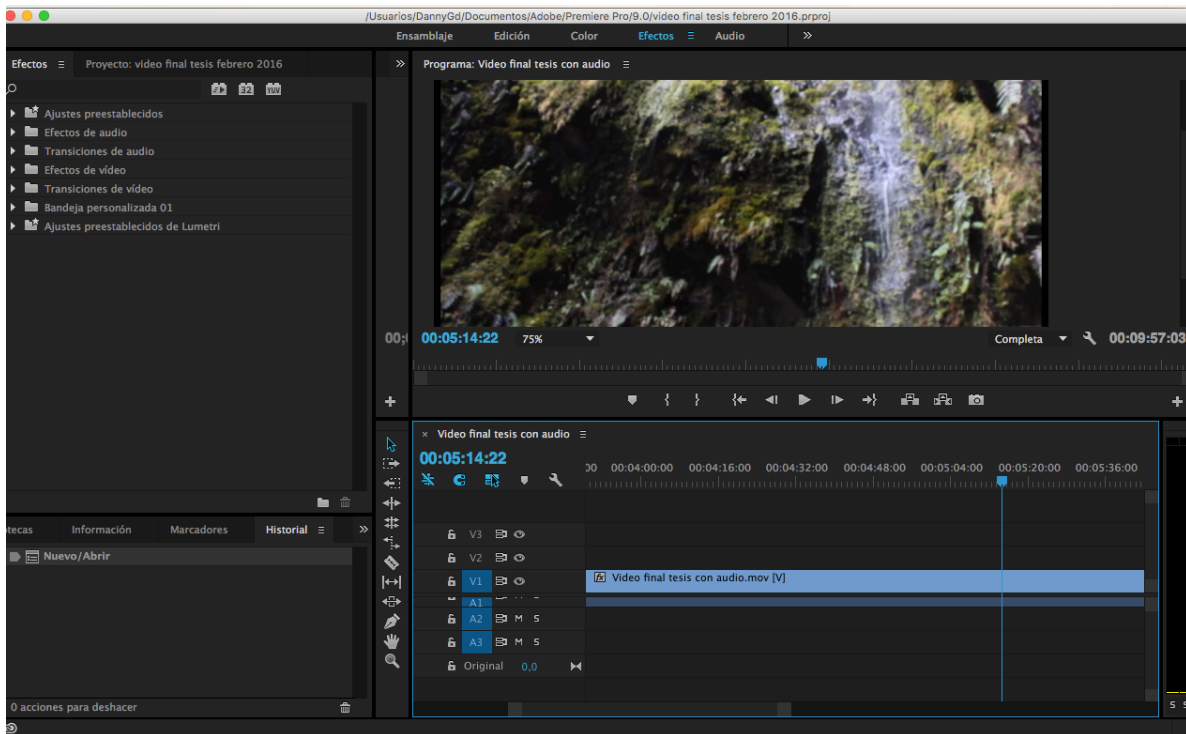 /Usuarios/DannyGd/Documentos/Adobe/Premiere Pro/9.0/video final tesis febrero 2016.prproj
Ensamblaje Edición Color Efectos Audio
Efectos Proyecto: video final tesis febrero 2016
32 YUV
Ajustes preestablecidos
Efectos de audio
Transiciones de audio
Efectos de vídeo
Transiciones de vídeo
Bandeja personalizada 01
Ajustes preestablecidos de Lumetri
Programa: Video final tesis con audio
00:05:14:22 75% Completa 00:09:57:03
Video final tesis con audio
00:05:14:22
00:04:00:00 00:04:16:00 00:04:32:00 00:04:48:00 00:05:04:00 00:05:20:00 00:05:36:00
V3
V2
V1 fx Video final tesis con audio.mov [V]
A1
A2 M S
A3 M S
Original 0,0
Información Marcadores Historial
Nuevo/Abrir
0 acciones para deshacer